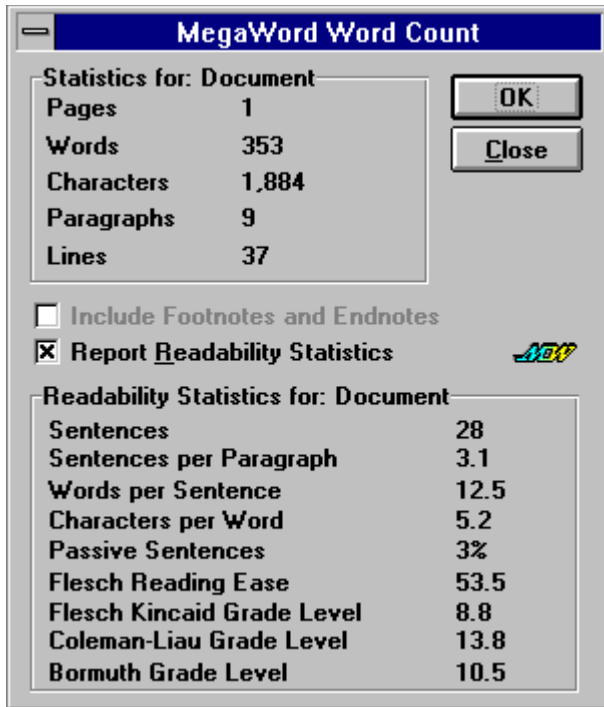 MegaWord Word Count
Statistics for: Document
Pages 1
Words 353
Characters 1,884
Paragraphs 9
Lines 37
OK
Close
Include Footnotes and Endnotes
Report Readability Statistics NEW
Readability Statistics for: Document
Sentences 28
Sentences per Paragraph 3.1
Words per Sentence 12.5
Characters per Word 5.2
Passive Sentences 3%
Flesch Reading Ease 53.5
Flesch Kincaid Grade Level 8.8
Coleman-Liau Grade Level 13.8
Bormuth Grade Level 10.5